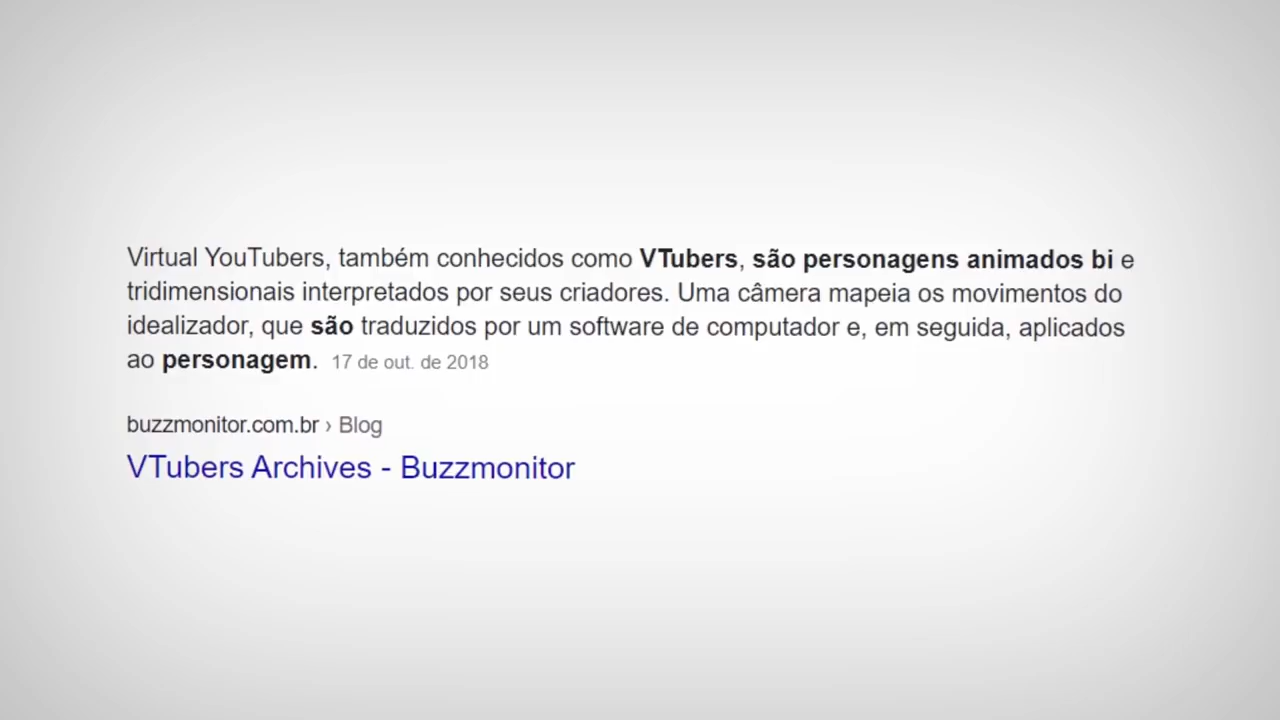 Virtual YouTubers, também conhecidos como VTubers, são personagens animados bi e
tridimensionais interpretados por seus criadores. Uma câmera mapeia os movimentos do
idealizador, que são traduzidos por um software de computador e, em seguida, aplicados
ao personagem. 17 de out. de 2018
buzzmonitor.com.br › Blog
VTubers Archives - Buzzmonitor